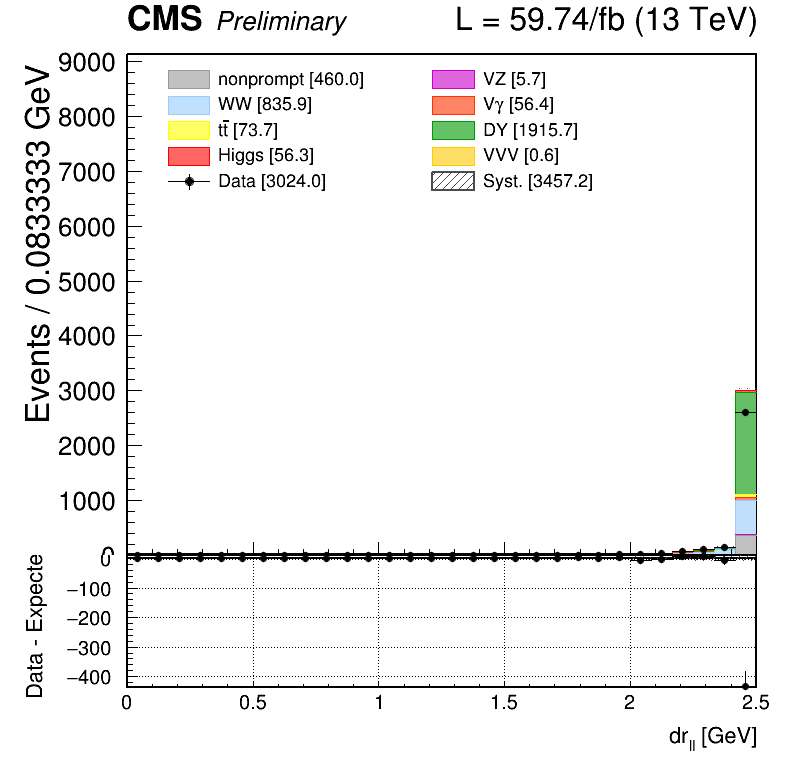 CMS Preliminary L = 59.74/fb (13 TeV)
Events / 0.0833333 GeV
9000
8000
7000
6000
5000
4000
3000
2000
1000
0
nonprompt [460.0]
WW [835.9]
tt̄ [73.7]
Higgs [56.3]
Data [3024.0]
VZ [5.7]
Vγ [56.4]
DY [1915.7]
VVV [0.6]
Syst. [3457.2]
Data - Expecte
0
−100
−200
−300
−400
0 0.5 1 1.5 2 2.5
dr_ll [GeV]